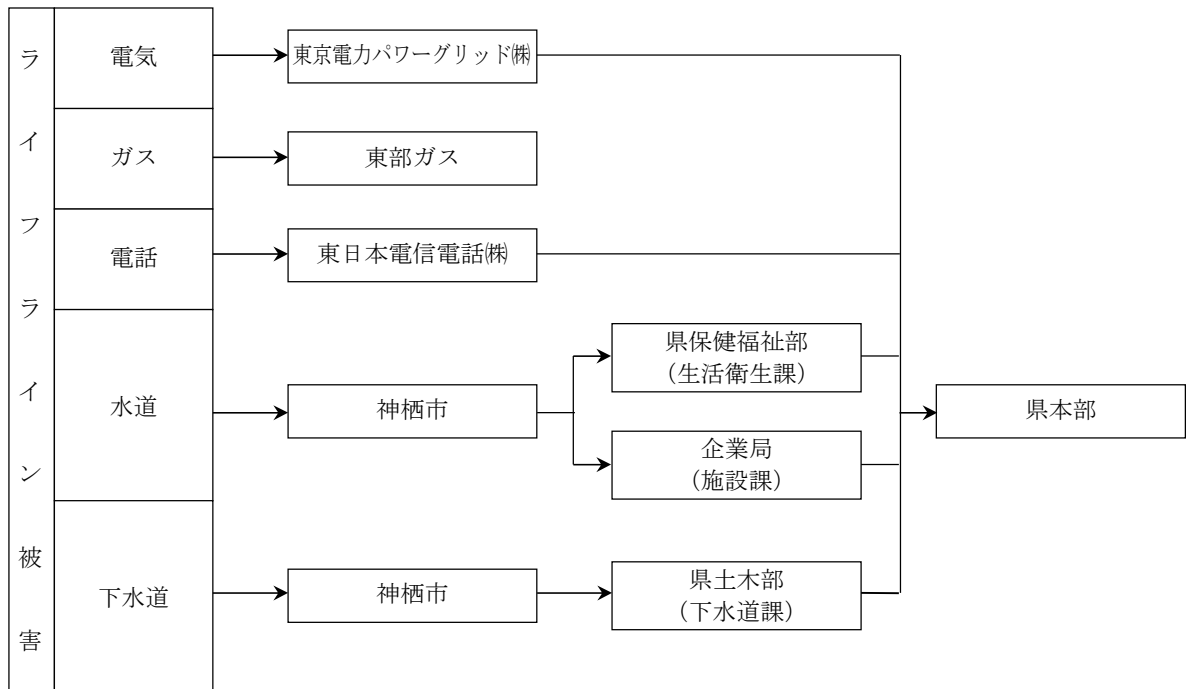 ライフライン被害
電気
東京電力パワーグリッド㈱
ガス
東部ガス
電話
東日本電信電話㈱
水道
神栖市
県保健福祉部
（生活衛生課）
企業局
（施設課）
県本部
下水道
神栖市
県土木部
（下水道課）